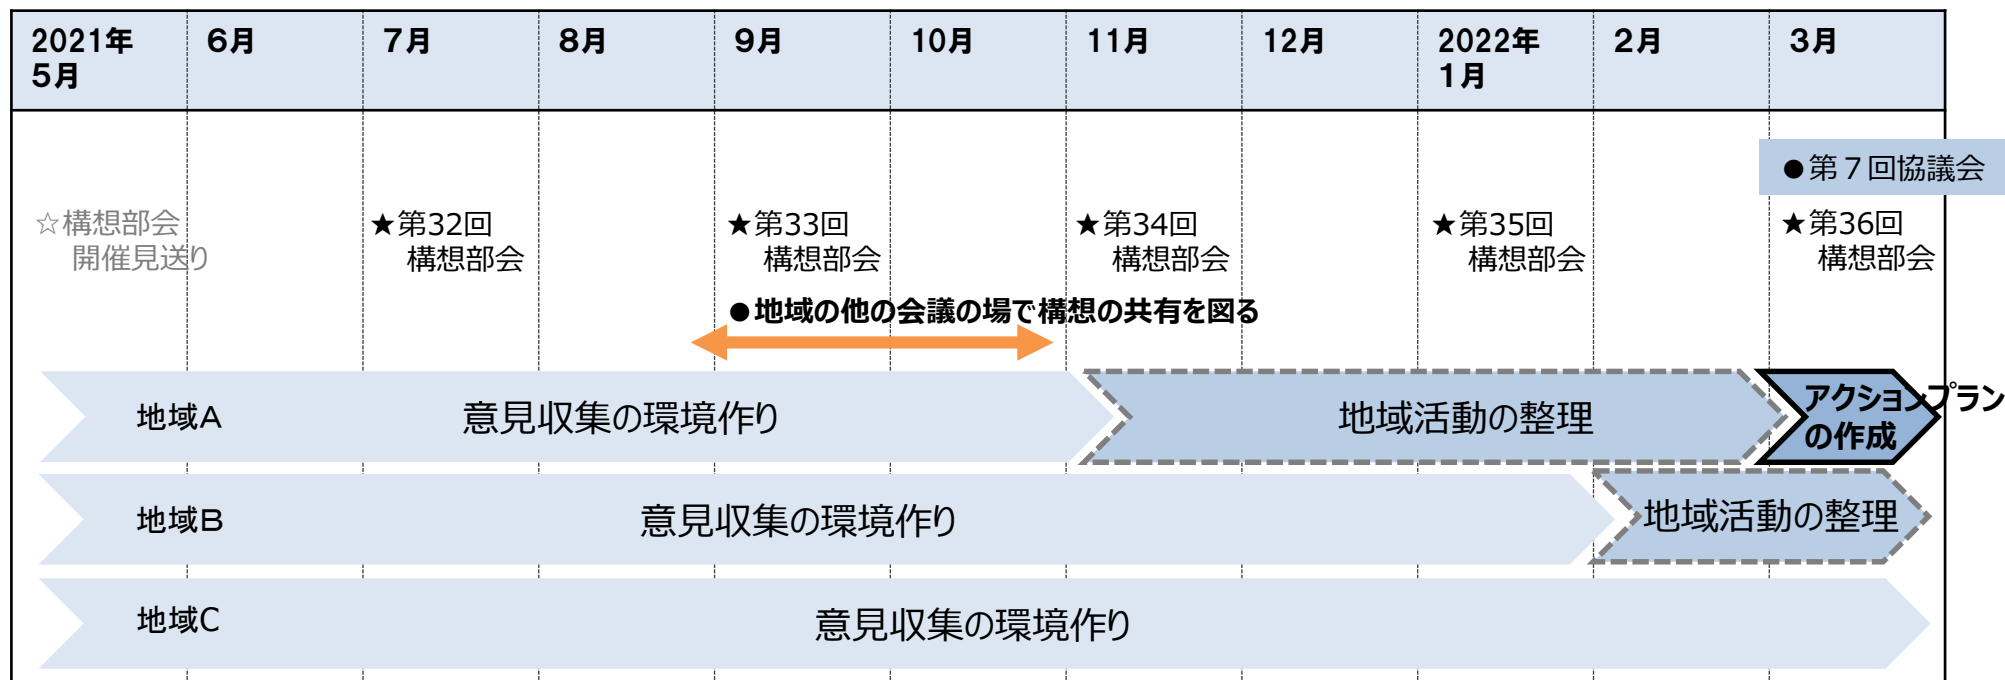 2021年
５月
６月
７月
８月
９月
10月
11月
12月
2022年
１月
２月
３月
●第７回協議会
☆構想部会
開催見送り
★第32回
構想部会
★第33回
構想部会
★第34回
構想部会
★第35回
構想部会
★第36回
構想部会
●地域の他の会議の場で構想の共有を図る
地域Ａ
意見収集の環境作り
地域活動の整理
アクションプラン
の作成
地域Ｂ
意見収集の環境作り
地域活動の整理
地域Ｃ
意見収集の環境作り